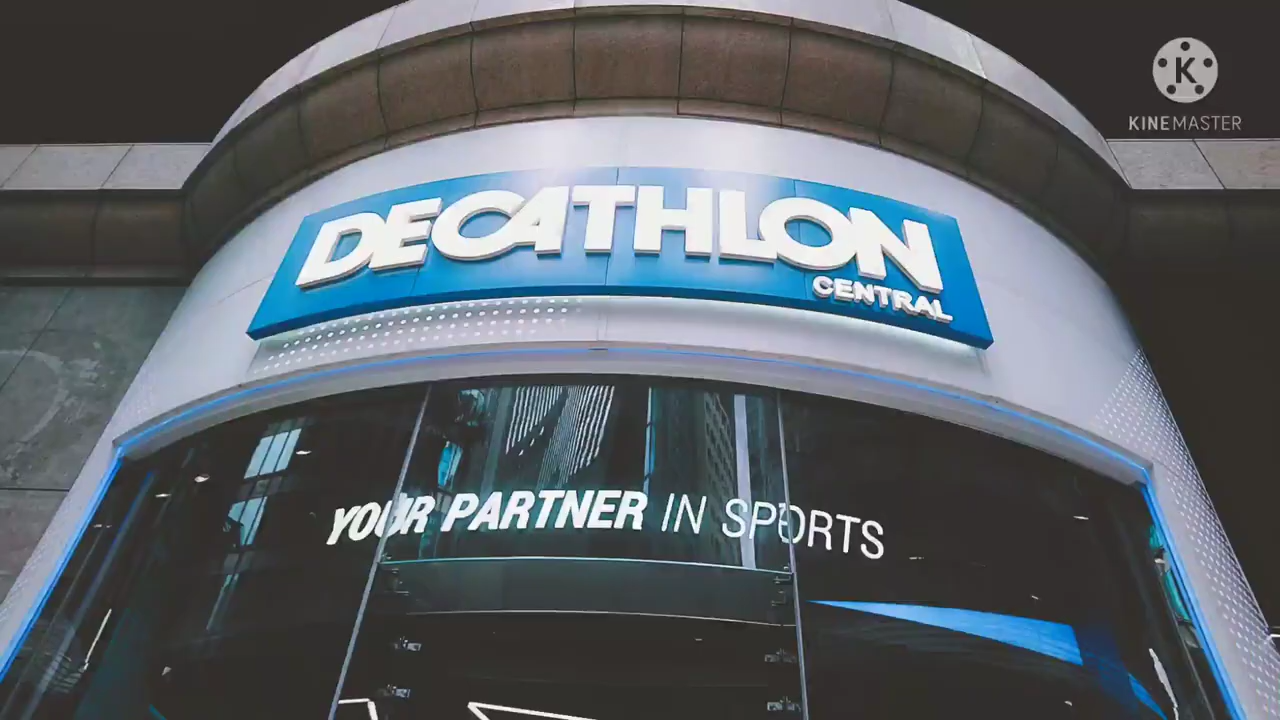 K
KINEMASTER
DECATHLON
CENTRAL
YOUR PARTNER IN SPORTS